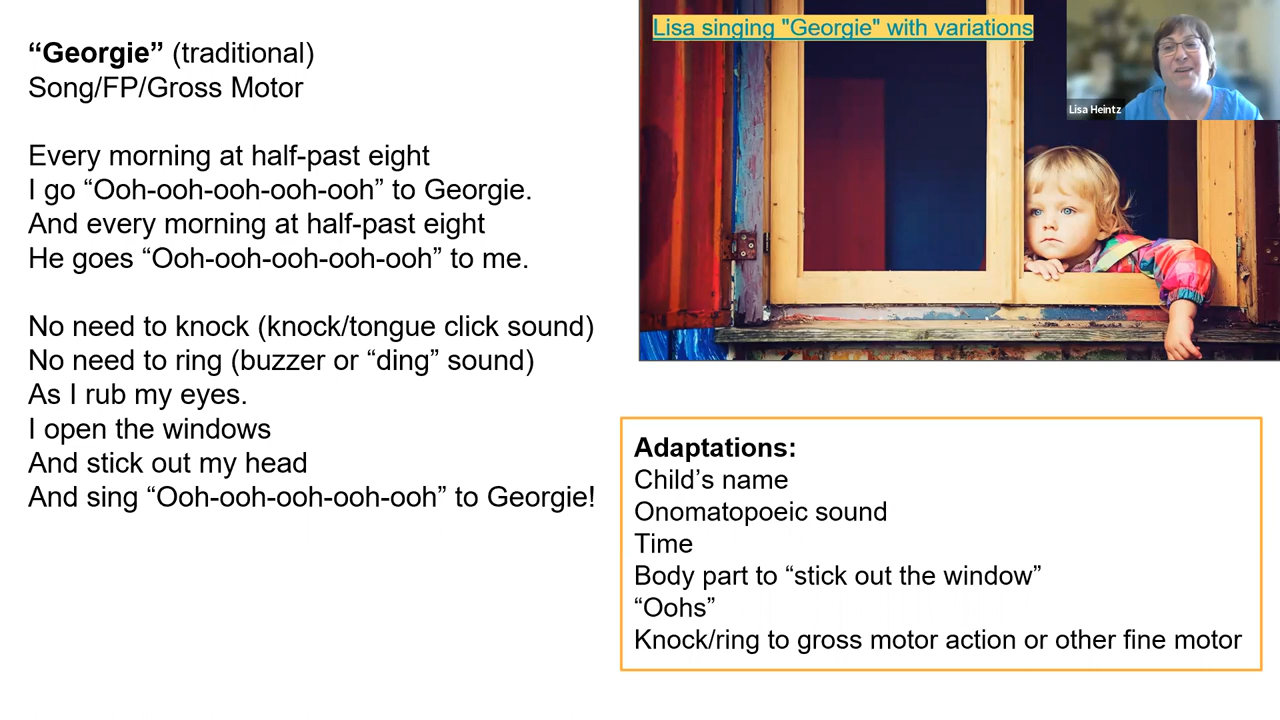 “Georgie” (traditional)
Song/FP/Gross Motor
Every morning at half-past eight
I go “Ooh-ooh-ooh-ooh-ooh” to Georgie.
And every morning at half-past eight
He goes “Ooh-ooh-ooh-ooh-ooh” to me.
No need to knock (knock/tongue click sound)
No need to ring (buzzer or “ding” sound)
As I rub my eyes.
I open the windows
And stick out my head
And sing “Ooh-ooh-ooh-ooh-ooh” to Georgie!
Lisa singing "Georgie" with variations
Lisa Heintz
Adaptations:
Child’s name
Onomatopoeic sound
Time
Body part to “stick out the window”
“Oohs”
Knock/ring to gross motor action or other fine motor